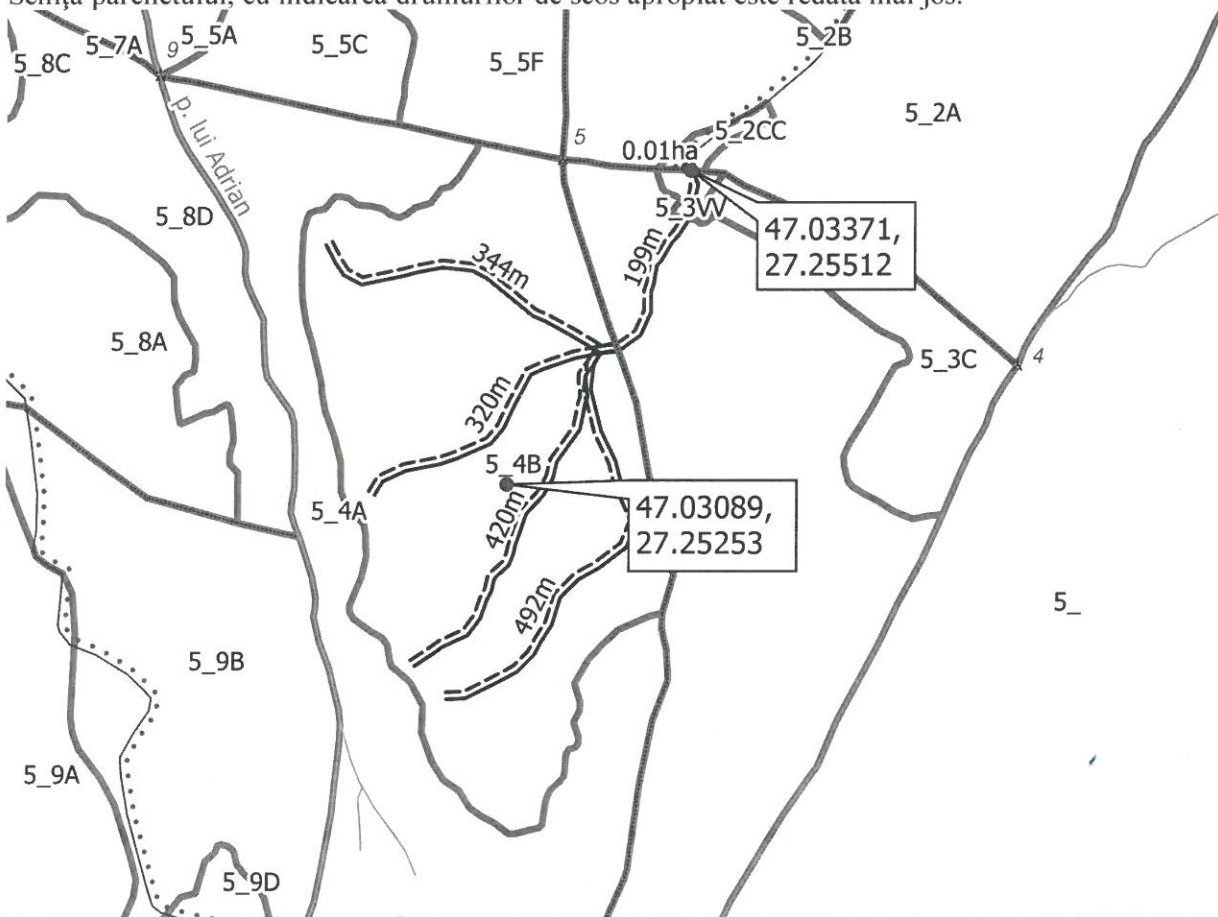 Schița parchetului, cu indicarea drumurilor de scos apropiat este redată mai jos:
5_8C
5_7A
9
5_5A
5_5C
5_5F
5_2B
5_2A
5_2CC
5
0.01ha
p. lui Adrian
5_8D
5_3VV
47.03371,
27.25512
344m
199m
5_8A
5_3C
4
320m
5_4B
5_4A
420m
47.03089,
27.25253
492m
5_
5_9B
5_9A
5_9D